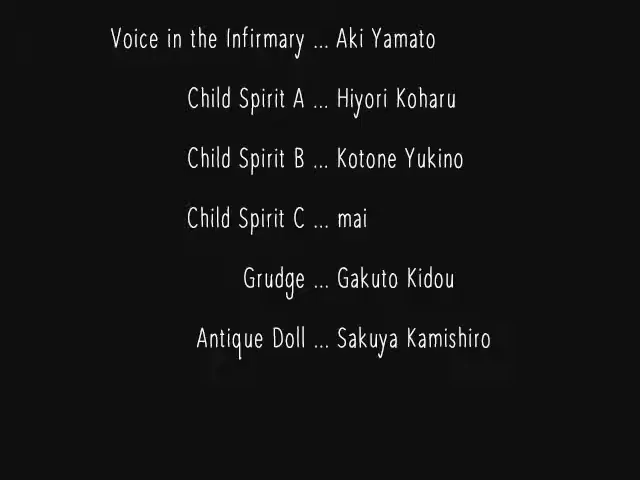 Voice in the Infirmary ... Aki Yamato
Child Spirit A ... Hiyori Koharu
Child Spirit B ... Kotone Yukino
Child Spirit C ... mai
Grudge ... Gakuto Kidou
Antique Doll ... Sakuya Kamishiro